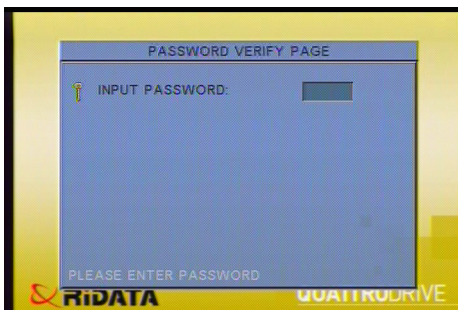 PASSWORD VERIFY PAGE
INPUT PASSWORD:
PLEASE ENTER PASSWORD
RiDATA
QUATTRODRIVE